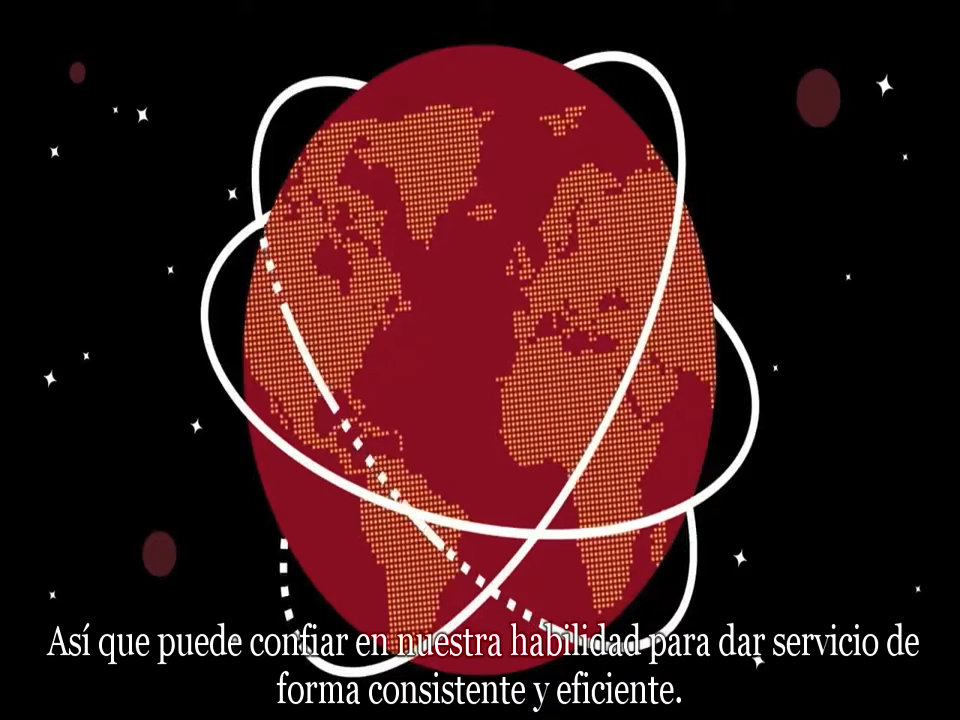 Así que puede confiar en nuestra habilidad para dar servicio de
forma consistente y eficiente.